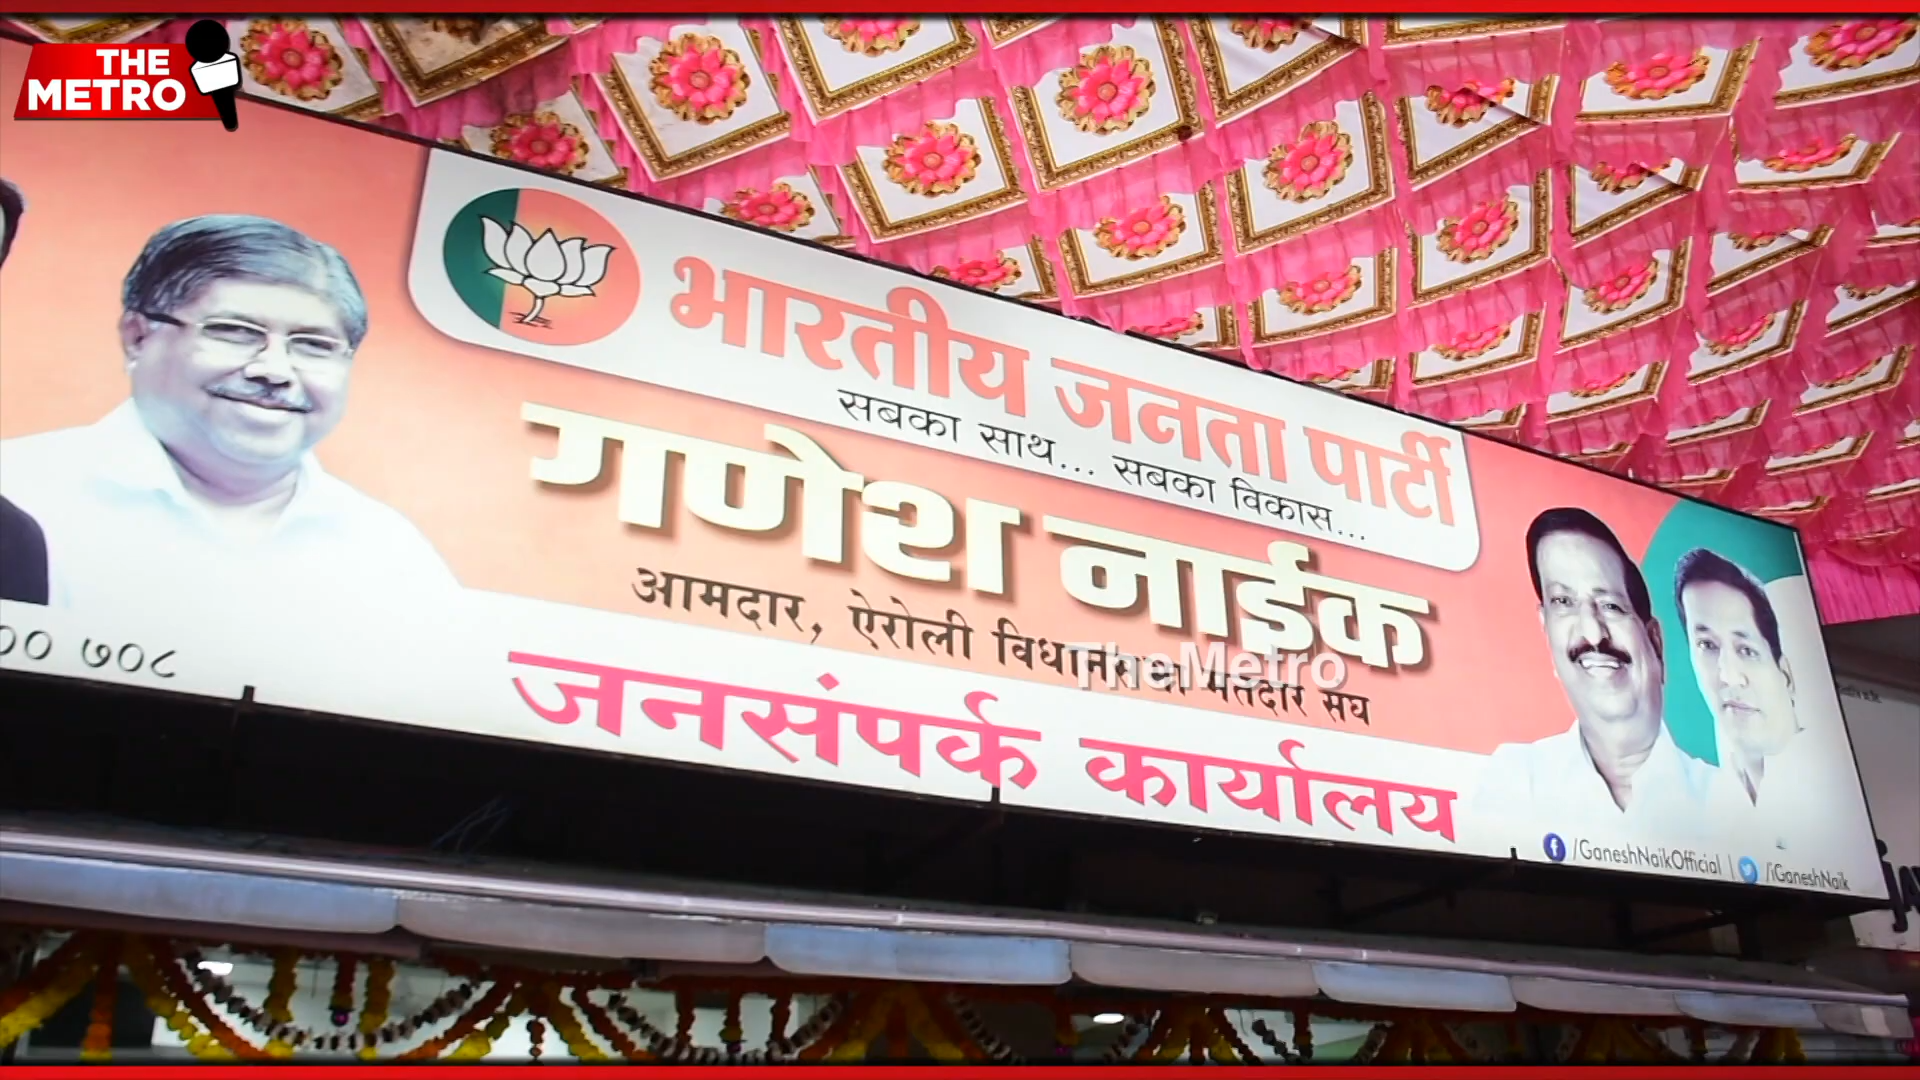 THE
METRO
भारतीय जनता पार्टी
सबका साथ... सबका विकास...
गणेश नाईक
आमदार, ऐरोली विधानसभा मतदार संघ
TheMetro
जनसंपर्क कार्यालय
०० ७०८
/GaneshNaikOfficial | /iGaneshNaik